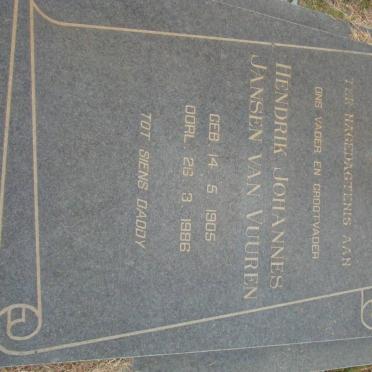 TER NAGEDAGTENIS AAN
ONS VADER EN GROOTVADER
HENDRIK JOHANNES
JANSEN VAN VUUREN
GEB 14 5 1905
OORL 26 3 1986
TOT SIENS DADDY